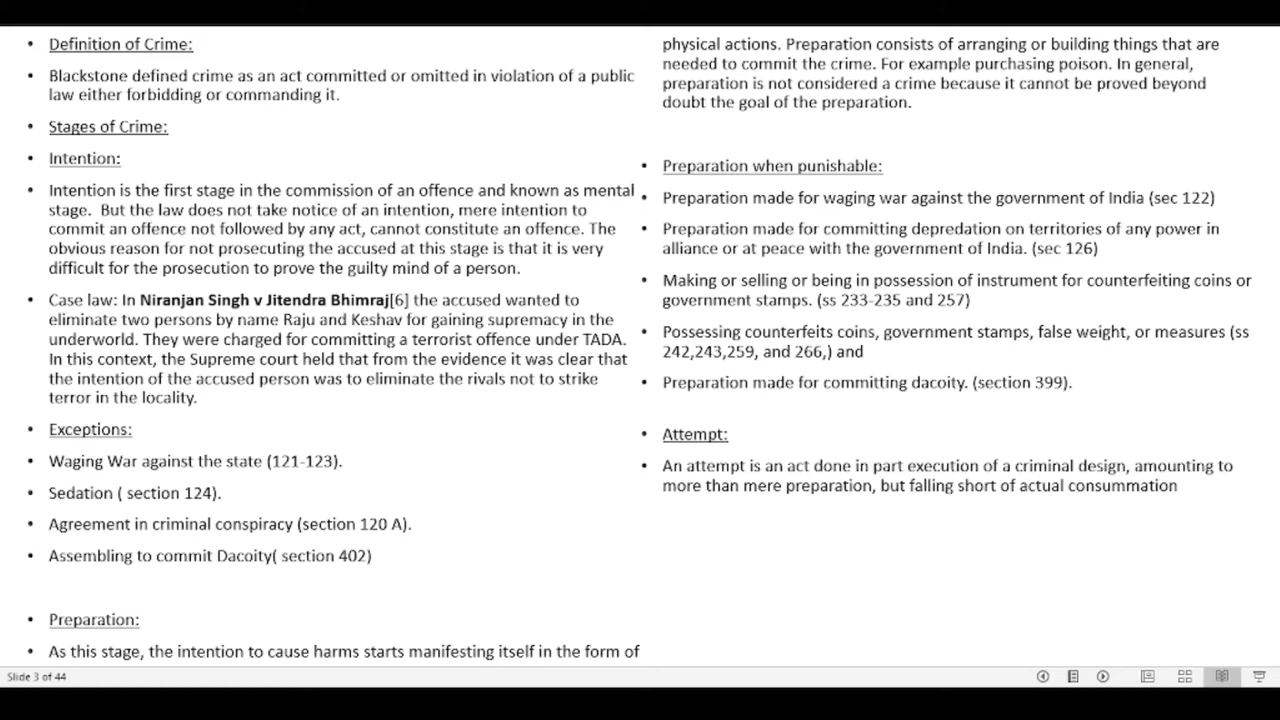 • Definition of Crime:
• Blackstone defined crime as an act committed or omitted in violation of a public
law either forbidding or commanding it.
• Stages of Crime:
• Intention:
• Intention is the first stage in the commission of an offence and known as mental
stage.  But the law does not take notice of an intention, mere intention to
commit an offence not followed by any act, cannot constitute an offence. The
obvious reason for not prosecuting the accused at this stage is that it is very
difficult for the prosecution to prove the guilty mind of a person.
• Case law: In Niranjan Singh v Jitendra Bhimraj[6] the accused wanted to
eliminate two persons by name Raju and Keshav for gaining supremacy in the
underworld. They were charged for committing a terrorist offence under TADA.
In this context, the Supreme court held that from the evidence it was clear that
the intention of the accused person was to eliminate the rivals not to strike
terror in the locality.
• Exceptions:
• Waging War against the state (121-123).
• Sedation ( section 124).
• Agreement in criminal conspiracy (section 120 A).
• Assembling to commit Dacoity( section 402)
• Preparation:
• As this stage, the intention to cause harms starts manifesting itself in the form of
physical actions. Preparation consists of arranging or building things that are
needed to commit the crime. For example purchasing poison. In general,
preparation is not considered a crime because it cannot be proved beyond
doubt the goal of the preparation.
• Preparation when punishable:
• Preparation made for waging war against the government of India (sec 122)
• Preparation made for committing depredation on territories of any power in
alliance or at peace with the government of India. (sec 126)
• Making or selling or being in possession of instrument for counterfeiting coins or
government stamps. (ss 233-235 and 257)
• Possessing counterfeits coins, government stamps, false weight, or measures (ss
242,243,259, and 266,) and
• Preparation made for committing dacoity. (section 399).
• Attempt:
• An attempt is an act done in part execution of a criminal design, amounting to
more than mere preparation, but falling short of actual consummation
Slide 3 of 44